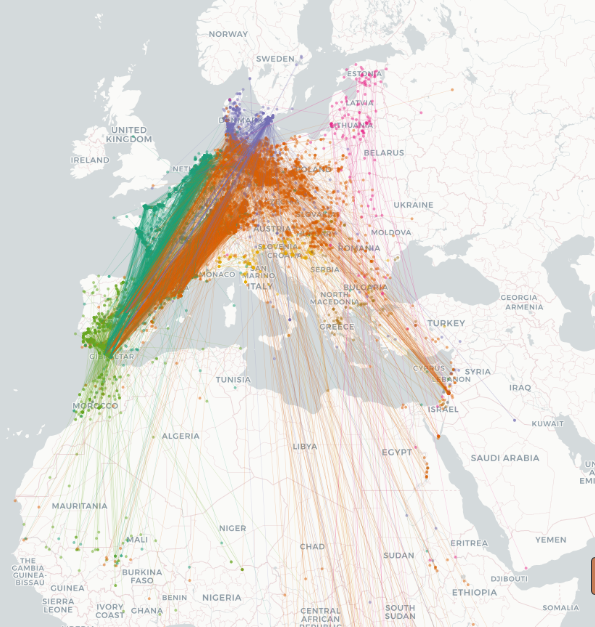 NORWAY
SWEDEN
ESTONIA
LATVIA
UNITED
KINGDOM
IRELAND
BELARUS
POLAND
UKRAINE
AUSTRIA
MOLDOVA
SLOVENIA
CROATIA
ROMANIA
MONACO
SAN
MARINO
ITALY
SERBIA
BULGARIA
NORTH
MACEDONIA
GREECE
GEORGIA
ARMENIA
TURKEY
GIBRALTAR
TUNISIA
CYPRUS
SYRIA
LEBANON
IRAQ
MOROCCO
ISRAEL
KUWAIT
ALGERIA
LIBYA
EGYPT
SAUDI ARABIA
MAURITANIA
MALI
NIGER
CHAD
SUDAN
ERITREA
YEMEN
THE
GAMBIA
GUINEA-
BISSAU
GUINEA
BURKINA
FASO
BENIN
NIGERIA
DJIBOUTI
ETHIOPIA
SIERRA
LEONE
IVORY
COAST
GHANA
CENTRAL
AFRICAN
SOUTH
SUDAN
SOMALIA